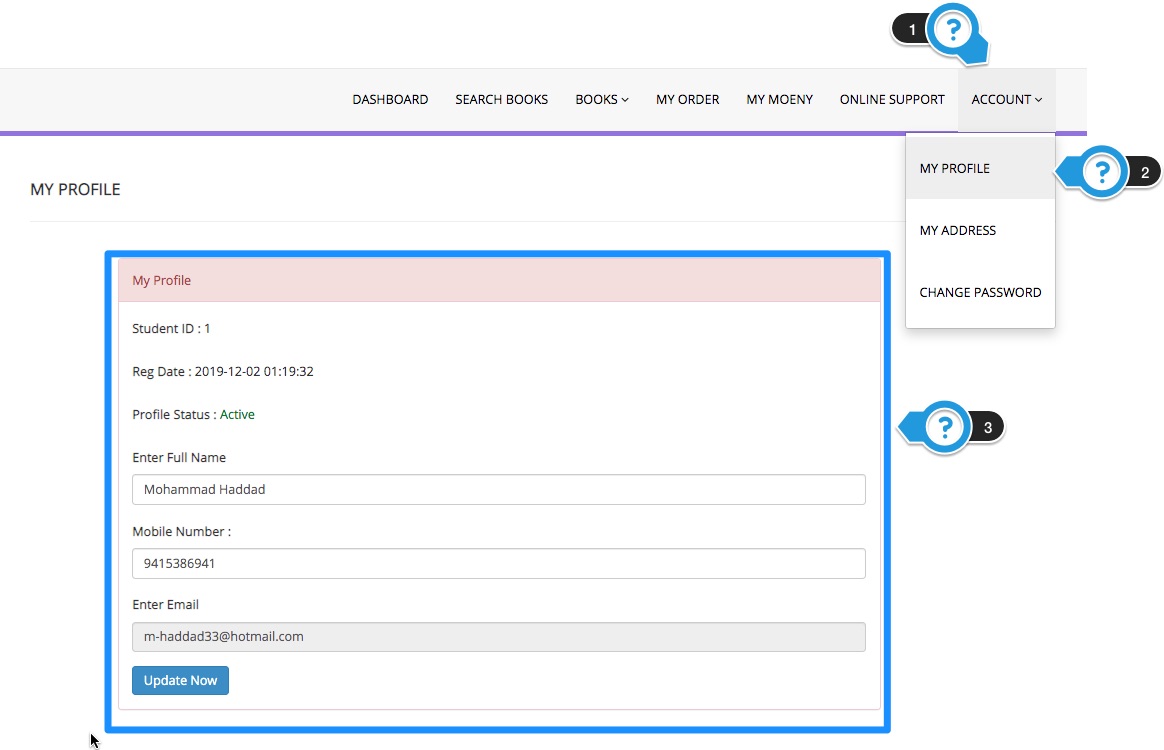 1 ?
DASHBOARD SEARCH BOOKS BOOKS MY ORDER MY MOENY ONLINE SUPPORT ACCOUNT
MY PROFILE
? 2
MY ADDRESS
CHANGE PASSWORD
MY PROFILE
My Profile
Student ID : 1
Reg Date : 2019-12-02 01:19:32
Profile Status : Active
? 3
Enter Full Name
Mohammad Haddad
Mobile Number :
9415386941
Enter Email
m-haddad33@hotmail.com
Update Now